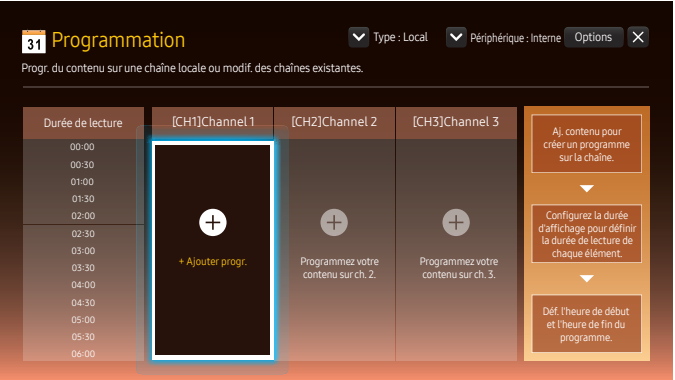 31 Programmation
Type : Local
Périphérique : Interne
Options
Progr. du contenu sur une chaîne locale ou modif. des chaînes existantes.
Durée de lecture
[CH1]Channel 1
[CH2]Channel 2
[CH3]Channel 3
00:00
00:30
01:00
01:30
02:00
02:30
03:00
03:30
04:00
04:30
05:00
05:30
06:00
+ Ajouter progr.
Programmez votre
contenu sur ch. 2.
Programmez votre
contenu sur ch. 3.
Aj. contenu pour
créer un programme
sur la chaîne.
Configurez la durée
d'affichage pour définir
la durée de lecture de
chaque élément.
Déf. l'heure de début
et l'heure de fin du
programme.